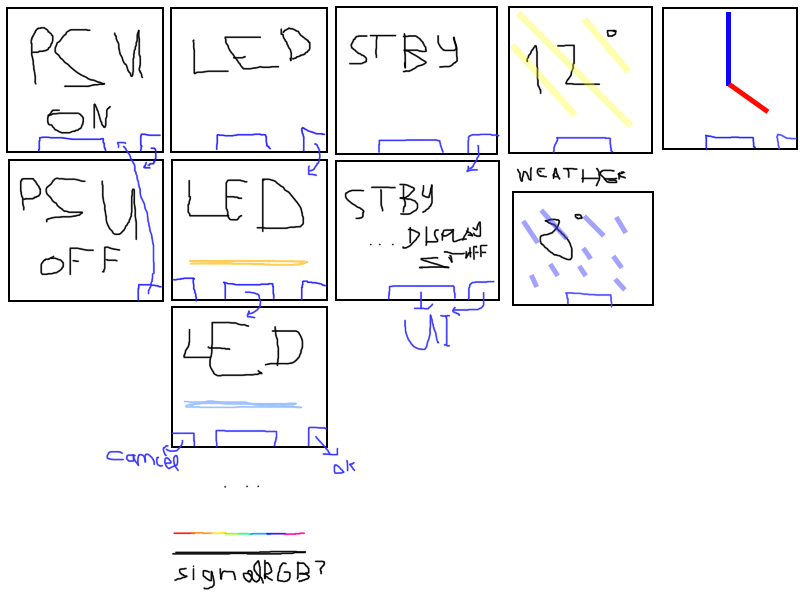 PSU
ON
LED
STBY
12°
PSU
OFF
LED
STBY
... DISPLAY
STUFF
WEATHER
8°
UI
LED
cancel
ok
. . .
signalRGB?